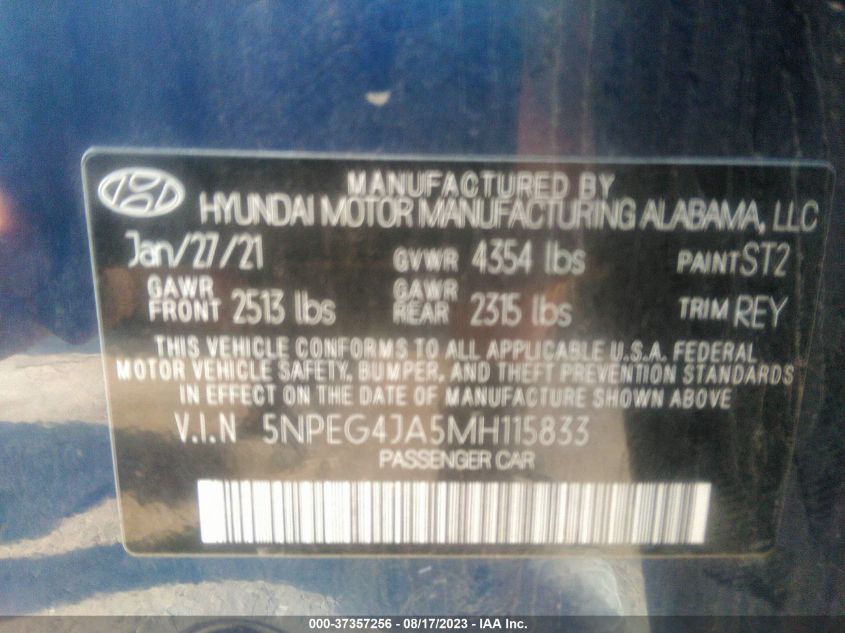 MANUFACTURED BY
HYUNDAI MOTOR MANUFACTURING ALABAMA, LLC
Jan/27/21 GVWR 4354 lbs PAINT ST2
GAWR FRONT 2513 lbs GAWR REAR 2315 lbs TRIM REY
THIS VEHICLE CONFORMS TO ALL APPLICABLE U.S.A. FEDERAL
MOTOR VEHICLE SAFETY, BUMPER, AND THEFT PREVENTION STANDARDS
IN EFFECT ON THE DATE OF MANUFACTURE SHOWN ABOVE
V.I.N 5NPEG4JA5MH115833
PASSENGER CAR
000-37357256 - 08/17/2023 - IAAI.COM